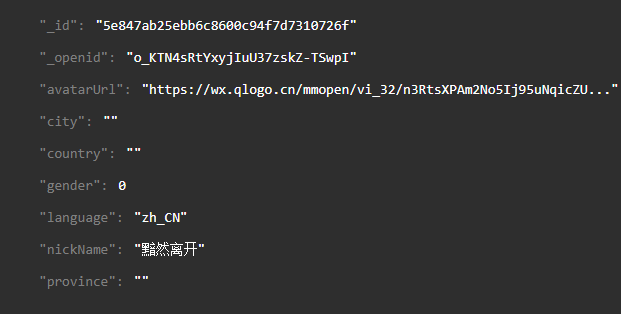 "_id": "5e847ab25ebb6c8600c94f7d7310726f"
"_openid": "o_KTN4sRtYxyjIuU37zskZ-TSwpI"
"avatarUrl": "https://wx.qlogo.cn/mmopen/vi_32/n3RtsXPAm2No5Ij95uNqicZU..."
"city": ""
"country": ""
"gender": 0
"language": "zh_CN"
"nickName": "黯然离开"
"province": ""